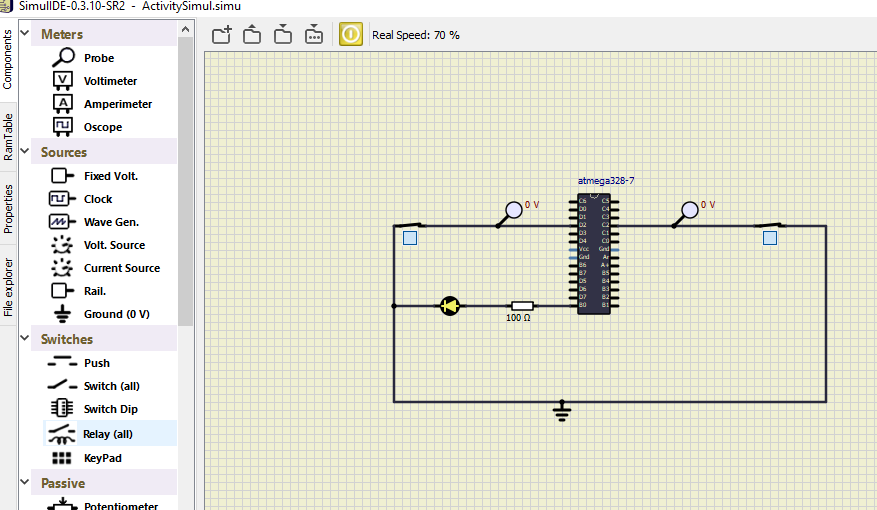 SimulIDE-0.3.10-SR2 - ActivitySimul.simu
Components
RamTable
Properties
File explorer
Meters
Probe
Voltimeter
Amperimeter
Oscope
Sources
Fixed Volt.
Clock
Wave Gen.
Volt. Source
Current Source
Rail.
Ground (0 V)
Switches
Push
Switch (all)
Switch Dip
Relay (all)
KeyPad
Passive
Potentiometer
Real Speed: 70 %
atmega328-7
0 V
0 V
C6 C5
D0 C4
D1 C3
D2 C2
D3 C1
D4 C0
Vcc Gnd
Gnd Ar
B6 A+
B7 B5
D5 B4
D6 B3
D7 B2
B0 B1
100 Ω